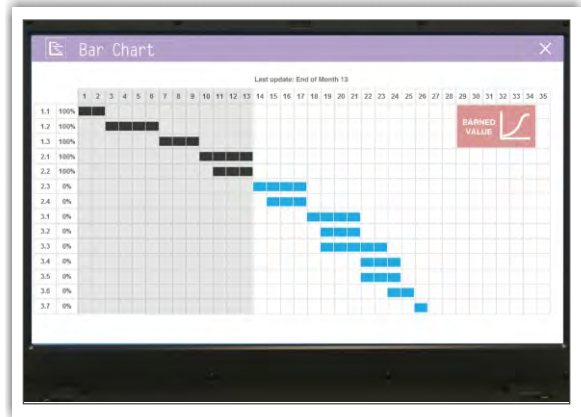 Bar Chart
Last update: End of Month 13
1 2 3 4 5 6 7 8 9 10 11 12 13 14 15 16 17 18 19 20 21 22 23 24 25 26 27 28 29 30 31 32 33 34 35
1.1 100%
1.2 100%
1.3 100%
2.1 100%
2.2 100%
2.3 0%
2.4 0%
3.1 0%
3.2 0%
3.3 0%
3.4 0%
3.5 0%
3.6 0%
3.7 0%
EARNED
VALUE